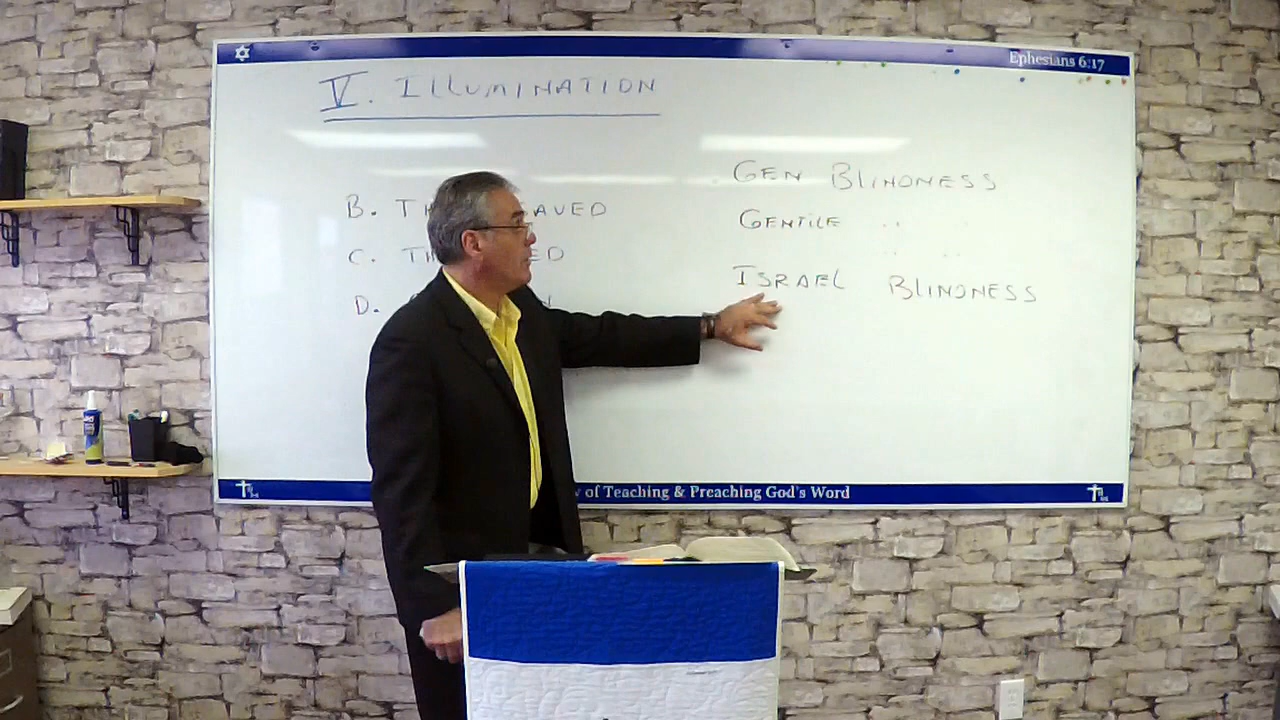 Ephesians 6:17
V. ILLUMINATION
GEN BLINDNESS
B. TH AVED
GENTILE " "
C. TH ED
ISRAEL BLINDNESS
D.
of Teaching & Preaching God's Word